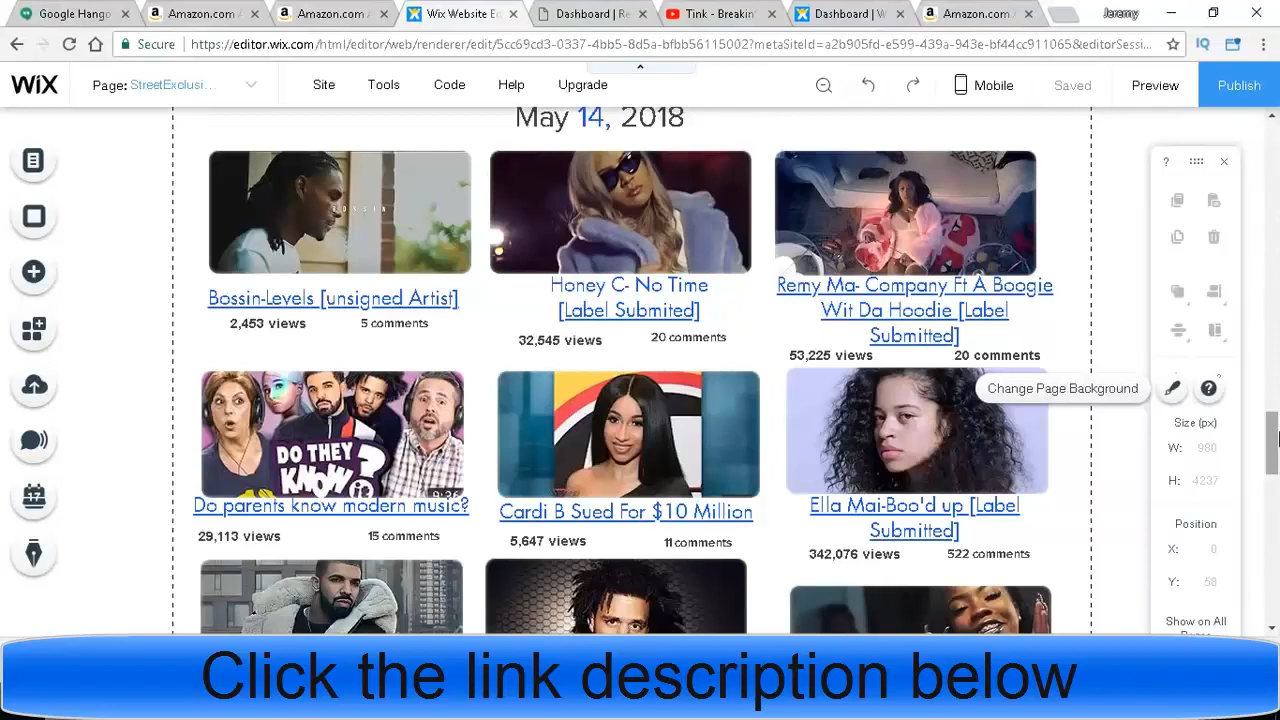 Google Hang
Amazon.com
Amazon.com
Wix Website Ed
Dashboard | Re
Tink - Breakin'
Dashboard | W
Amazon.com
Jeremy
Secure
https://editor.wix.com/html/editor/web/renderer/edit/5cc69cd3-0337-4bb5-8d5a-bfbb56115002?metaSiteId=a2b905fd-e599-439a-943e-bf44cc911065&editorSessi...
WiX
Page: StreetExclusi...
Site
Tools
Code
Help
Upgrade
Mobile
Saved
Preview
Publish
May 14, 2018
BOSSIN
Bossin-Levels [unsigned Artist]
2,453 views
5 comments
Honey C- No Time
[Label Submited]
32,545 views
20 comments
Remy Ma- Company Ft A Boogie
Wit Da Hoodie [Label
Submitted]
53,225 views
20 comments
Change Page Background
?
?
DO THEY
KNOW?
9:36
Do parents know modern music?
29,113 views
15 comments
Cardi B Sued For $10 Million
5,647 views
11 comments
Ella Mai-Boo'd up [Label
Submitted]
342,076 views
522 comments
Size (px)
W: 980
H: 4237
Position
X: 0
Y: 58
Show on All
17
Click the link description below